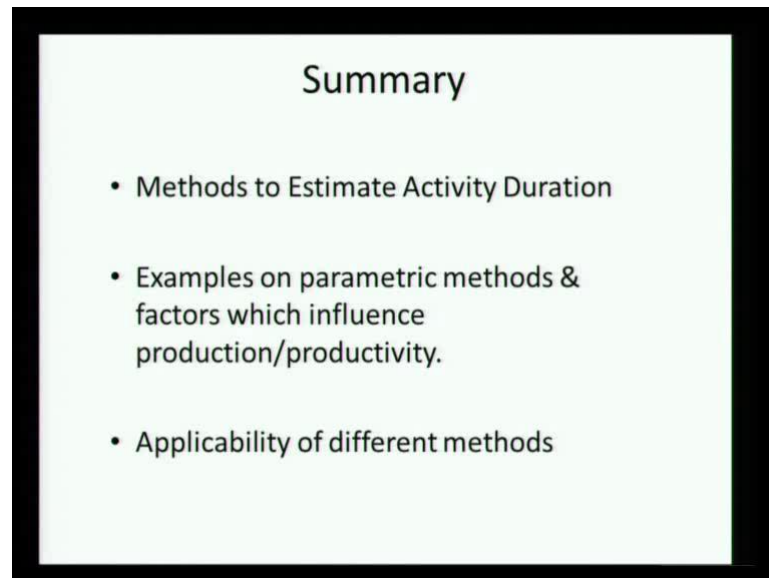 Summary
• Methods to Estimate Activity Duration
• Examples on parametric methods &
factors which influence
production/productivity.
• Applicability of different methods